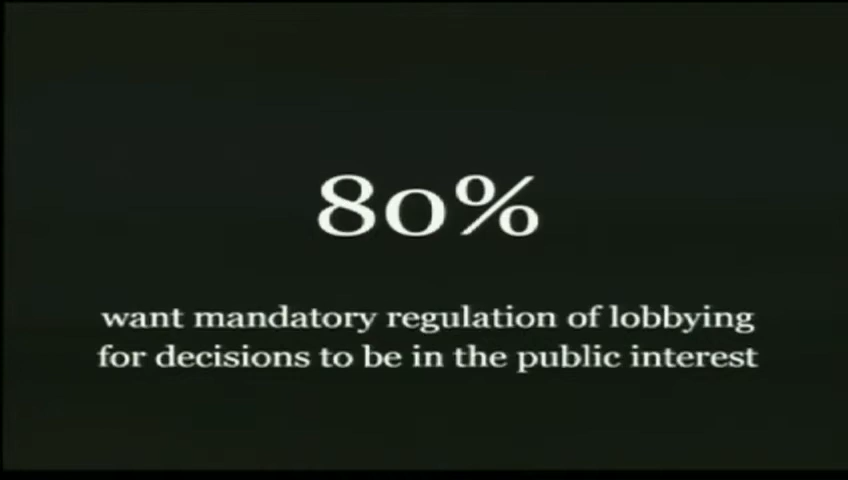 80%
want mandatory regulation of lobbying
for decisions to be in the public interest